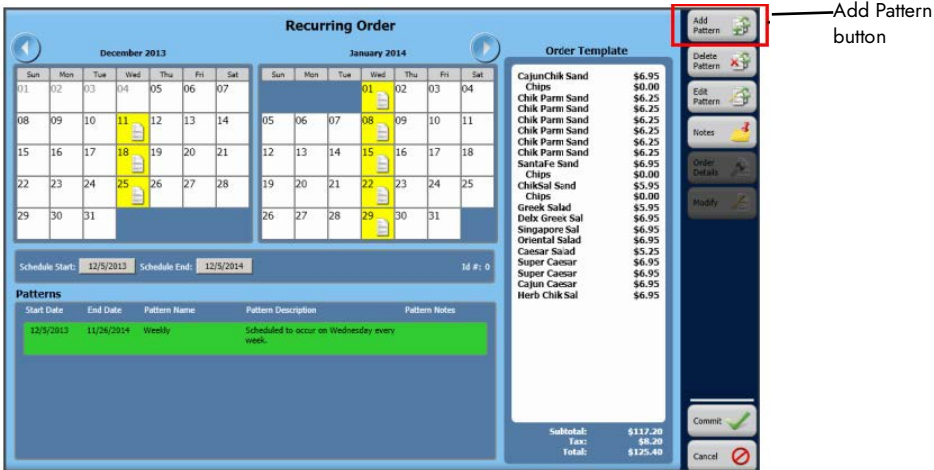 Recurring Order
December 2013
Sun Mon Tue Wed Thu Fri Sat
01 02 03 04 05 06 07
08 09 10 11 12 13 14
15 16 17 18 19 20 21
22 23 24 25 26 27 28
29 30 31
January 2014
Sun Mon Tue Wed Thu Fri Sat
01 02 03 04
05 06 07 08 09 10 11
12 13 14 15 16 17 18
19 20 21 22 23 24 25
26 27 28 29 30 31
Schedule Start: 12/5/2013 Schedule End: 12/5/2014 Id #: 0
Patterns
Start Date End Date Pattern Name Pattern Description Pattern Notes
12/5/2013 11/26/2014 Weekly Scheduled to occur on Wednesday every
week.
Order Template
CajunChik Sand $6.95
Chips $0.00
Chik Parm Sand $6.25
Chik Parm Sand $6.25
Chik Parm Sand $6.25
Chik Parm Sand $6.25
Chik Parm Sand $6.25
Chik Parm Sand $6.25
SantaFe Sand $6.95
Chips $0.00
ChikSal Sand $5.95
Chips $0.00
Greek Salad $5.95
Delx Greek Sal $6.95
Singapore Sal $6.95
Oriental Salad $6.95
Caesar Salad $5.25
Super Caesar $6.95
Super Caesar $6.95
Cajun Caesar $6.95
Herb Chik Sal $6.95
Subtotal: $117.20
Tax: $8.20
Total: $125.40
Add
Pattern
Delete
Pattern
Edit
Pattern
Notes
Order
Details
Modify
Commit
Cancel
Add Pattern
button